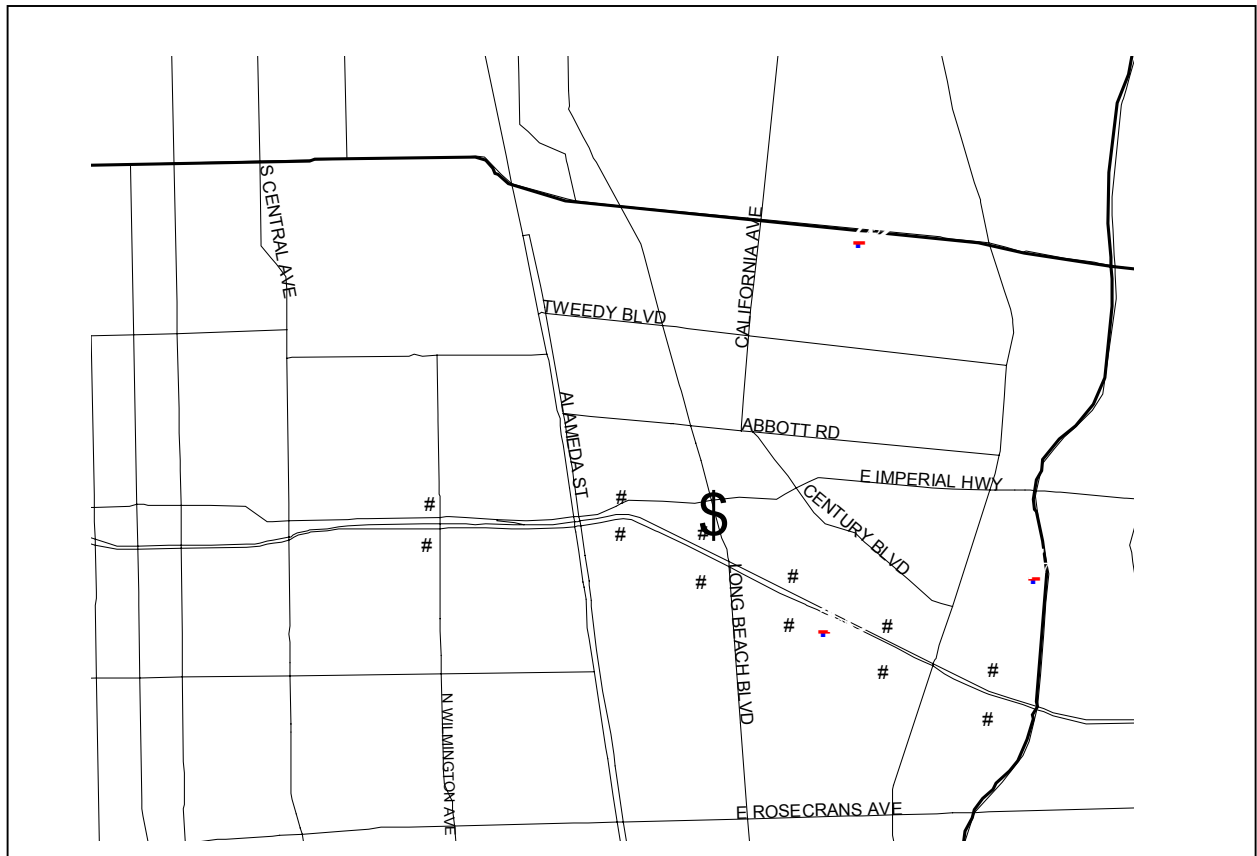 S CENTRAL AVE
CALIFORNIA AVE
TWEEDY BLVD
ALAMEDA ST
ABBOTT RD
E IMPERIAL HWY
CENTURY BLVD
#
#
$
#
#
#
#
#
#
#
LONG BEACH BLVD
#
#
#
#
N WILMINGTON AVE
E ROSECRANS AVE